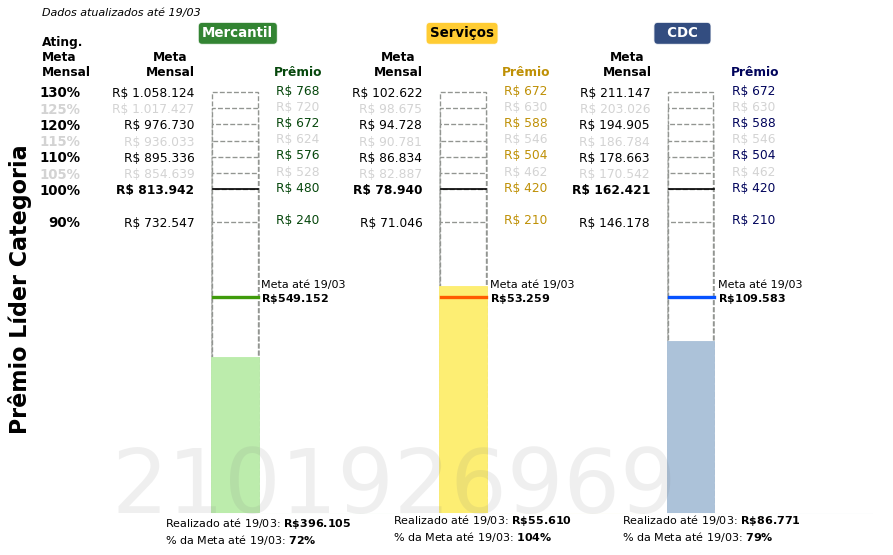 Dados atualizados até 19/03
Mercantil Serviços CDC
Ating. Meta Mensal Meta Mensal Prêmio Meta Mensal Prêmio Meta Mensal Prêmio
130% R$ 1.058.124 R$ 768 R$ 102.622 R$ 672 R$ 211.147 R$ 672
125% R$ 1.017.427 R$ 720 R$ 98.675 R$ 630 R$ 203.026 R$ 630
120% R$ 976.730 R$ 672 R$ 94.728 R$ 588 R$ 194.905 R$ 588
115% R$ 936.033 R$ 624 R$ 90.781 R$ 546 R$ 186.784 R$ 546
110% R$ 895.336 R$ 576 R$ 86.834 R$ 504 R$ 178.663 R$ 504
105% R$ 854.639 R$ 528 R$ 82.887 R$ 462 R$ 170.542 R$ 462
100% R$ 813.942 R$ 480 R$ 78.940 R$ 420 R$ 162.421 R$ 420
90% R$ 732.547 R$ 240 R$ 71.046 R$ 210 R$ 146.178 R$ 210
Prêmio Líder Categoria
Meta até 19/03 Meta até 19/03 Meta até 19/03
R$549.152 R$53.259 R$109.583
2101926969
Realizado até 19/03: R$396.105 Realizado até 19/03: R$55.610 Realizado até 19/03: R$86.771
% da Meta até 19/03: 72% % da Meta até 19/03: 104% % da Meta até 19/03: 79%